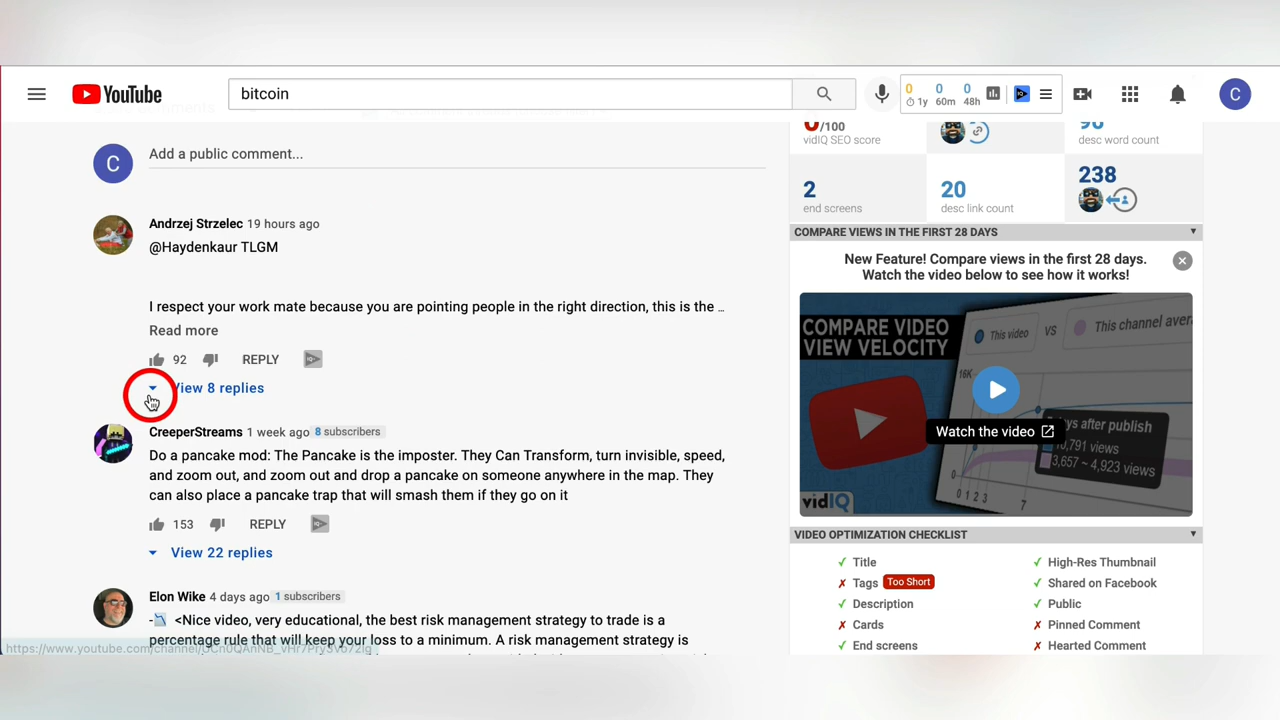 YouTube
bitcoin
0 0 0
1y 60m 48h
C
C
Add a public comment...
Andrzej Strzelec 19 hours ago
@Haydenkaur TLGM
I respect your work mate because you are pointing people in the right direction, this is the ...
Read more
92 REPLY
View 8 replies
CreeperStreams 1 week ago 8 subscribers
Do a pancake mod: The Pancake is the imposter. They Can Transform, turn invisible, speed,
and zoom out, and zoom out and drop a pancake on someone anywhere in the map. They
can also place a pancake trap that will smash them if they go on it
153 REPLY
View 22 replies
Elon Wike 4 days ago 1 subscribers
- <Nice video, very educational, the best risk management strategy to trade is a
percentage rule that will keep your loss to a minimum. A risk management strategy is
/100
vidIQ SEO score
desc word count
2
end screens
20
desc link count
238
COMPARE VIEWS IN THE FIRST 28 DAYS
New Feature! Compare views in the first 28 days.
Watch the video below to see how it works!
COMPARE VIDEO
VIEW VELOCITY
This video VS This channel aver
16K
Watch the video
days after publish
10,791 views
3,657 ~ 4,923 views
0 1 2 3 7
vidIQ
VIDEO OPTIMIZATION CHECKLIST
Title
Tags Too Short
Description
Cards
End screens
High-Res Thumbnail
Shared on Facebook
Public
Pinned Comment
Hearted Comment